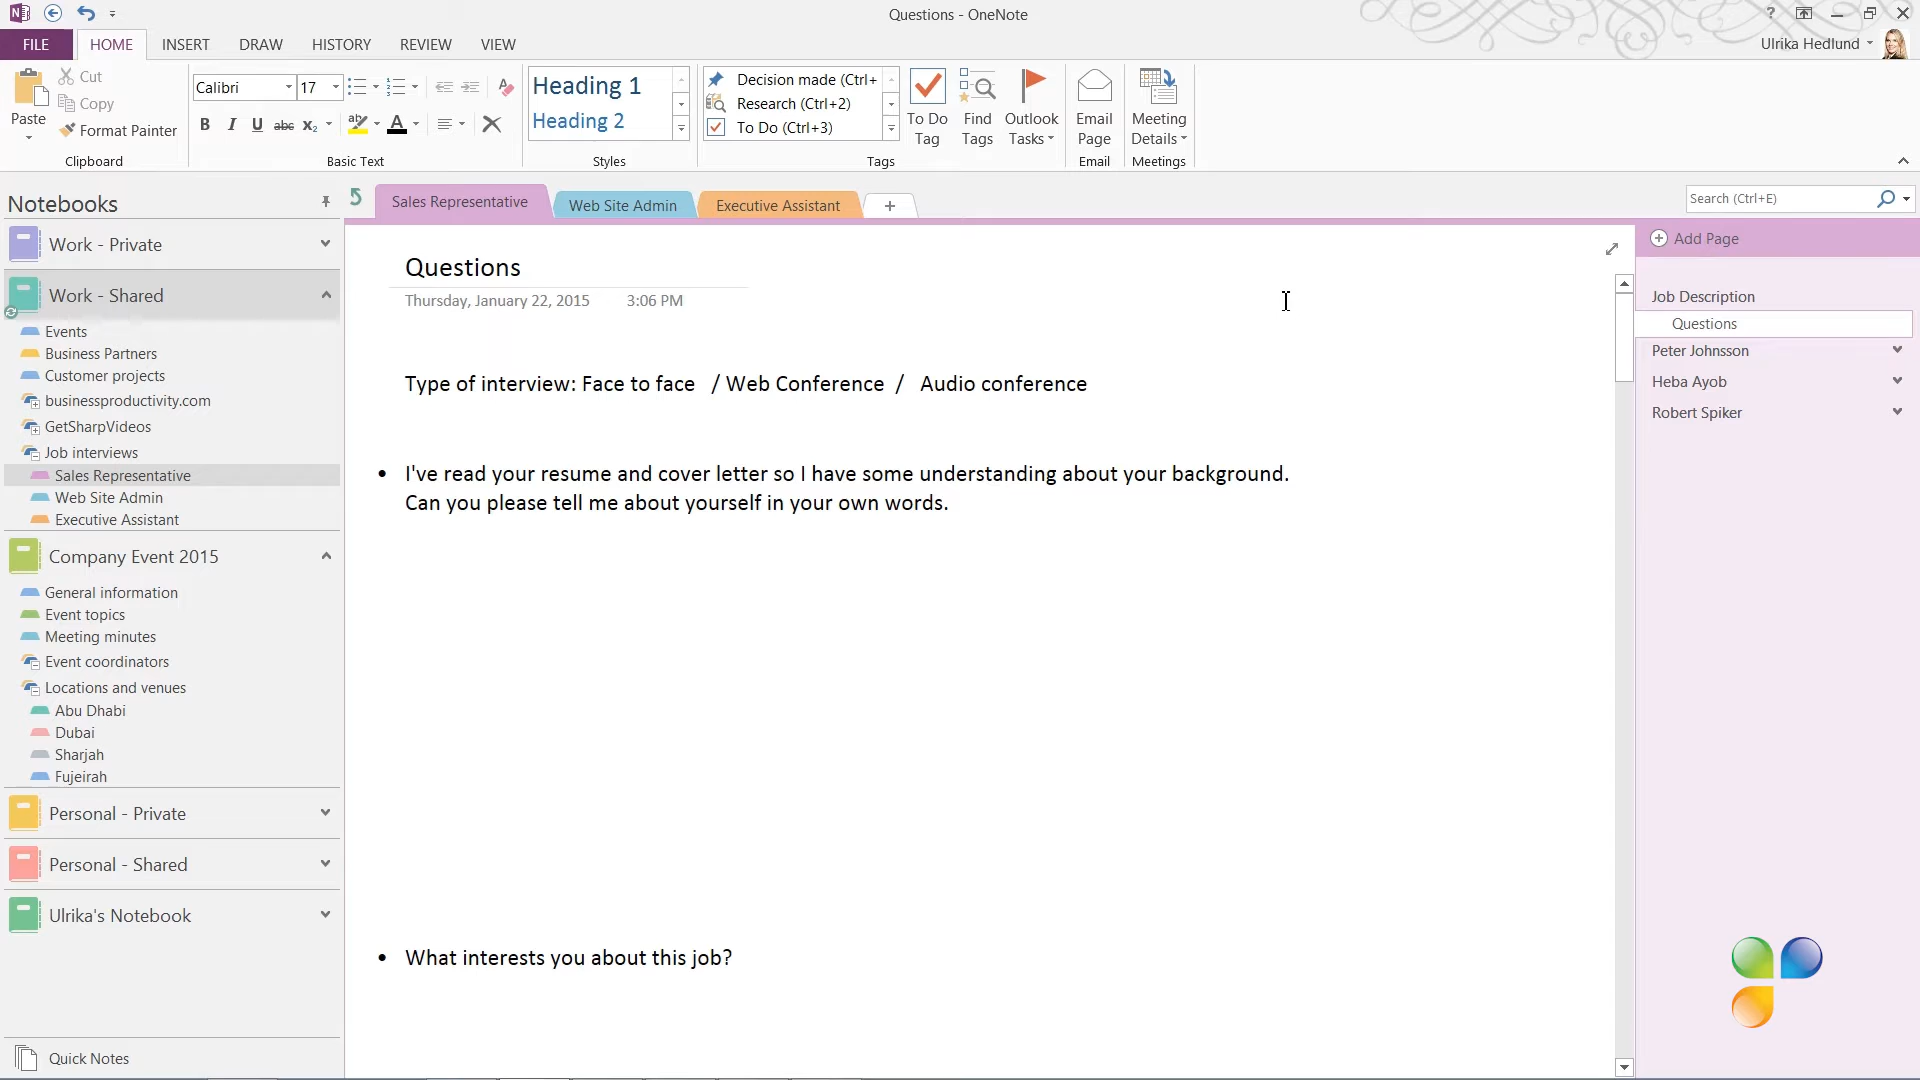 Questions - OneNote
?
FILE
HOME
INSERT
DRAW
HISTORY
REVIEW
VIEW
Ulrika Hedlund
Paste
Cut
Copy
Format Painter
Clipboard
Calibri
17
B I U abc x₂
ab A
Basic Text
Heading 1
Heading 2
Styles
Decision made (Ctrl+
Research (Ctrl+2)
To Do (Ctrl+3)
To Do
Tag
Find
Tags
Outlook
Tasks
Tags
Email
Page
Email
Meeting
Details
Meetings
Notebooks
Work - Private
Work - Shared
Events
Business Partners
Customer projects
businessproductivity.com
GetSharpVideos
Job interviews
Sales Representative
Web Site Admin
Executive Assistant
Company Event 2015
General information
Event topics
Meeting minutes
Event coordinators
Locations and venues
Abu Dhabi
Dubai
Sharjah
Fujeirah
Personal - Private
Personal - Shared
Ulrika's Notebook
Quick Notes
Sales Representative
Web Site Admin
Executive Assistant
+
Search (Ctrl+E)
Questions
Thursday, January 22, 2015 3:06 PM
Type of interview: Face to face / Web Conference / Audio conference
• I've read your resume and cover letter so I have some understanding about your background.
Can you please tell me about yourself in your own words.
• What interests you about this job?
Add Page
Job Description
Questions
Peter Johnsson
Heba Ayob
Robert Spiker